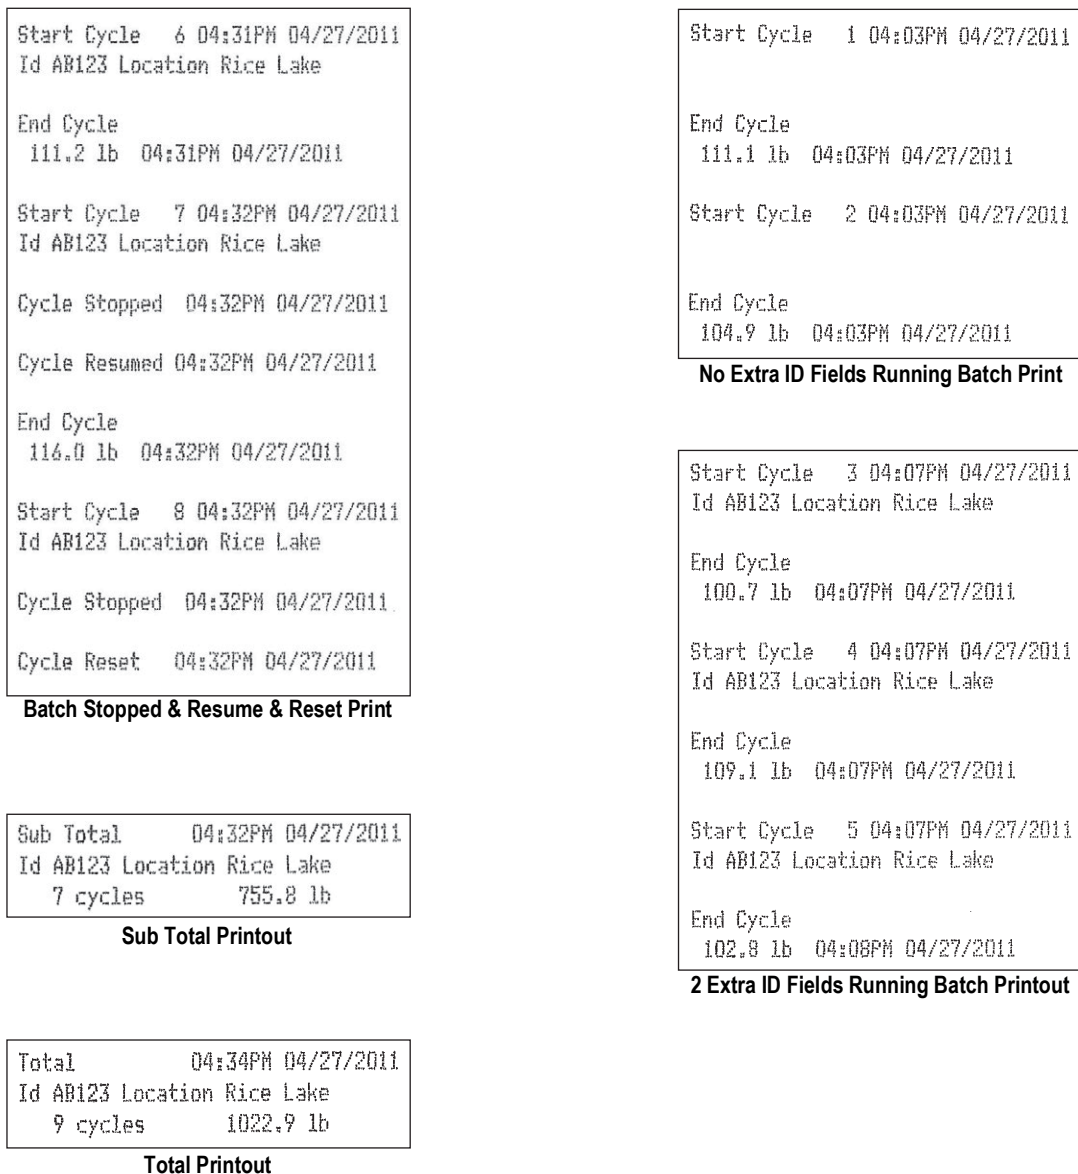 Start Cycle 6 04:31PM 04/27/2011
Id AB123 Location Rice Lake
End Cycle
111.2 lb 04:31PM 04/27/2011
Start Cycle 7 04:32PM 04/27/2011
Id AB123 Location Rice Lake
Cycle Stopped 04:32PM 04/27/2011
Cycle Resumed 04:32PM 04/27/2011
End Cycle
116.0 lb 04:32PM 04/27/2011
Start Cycle 8 04:32PM 04/27/2011
Id AB123 Location Rice Lake
Cycle Stopped 04:32PM 04/27/2011
Cycle Reset 04:32PM 04/27/2011
Batch Stopped & Resume & Reset Print
Sub Total 04:32PM 04/27/2011
Id AB123 Location Rice Lake
7 cycles 755.8 lb
Sub Total Printout
Total 04:34PM 04/27/2011
Id AB123 Location Rice Lake
9 cycles 1022.9 lb
Total Printout
Start Cycle 1 04:03PM 04/27/2011
End Cycle
111.1 lb 04:03PM 04/27/2011
Start Cycle 2 04:03PM 04/27/2011
End Cycle
104.9 lb 04:03PM 04/27/2011
No Extra ID Fields Running Batch Print
Start Cycle 3 04:07PM 04/27/2011
Id AB123 Location Rice Lake
End Cycle
100.7 lb 04:07PM 04/27/2011
Start Cycle 4 04:07PM 04/27/2011
Id AB123 Location Rice Lake
End Cycle
109.1 lb 04:07PM 04/27/2011
Start Cycle 5 04:07PM 04/27/2011
Id AB123 Location Rice Lake
End Cycle
102.8 lb 04:08PM 04/27/2011
2 Extra ID Fields Running Batch Printout